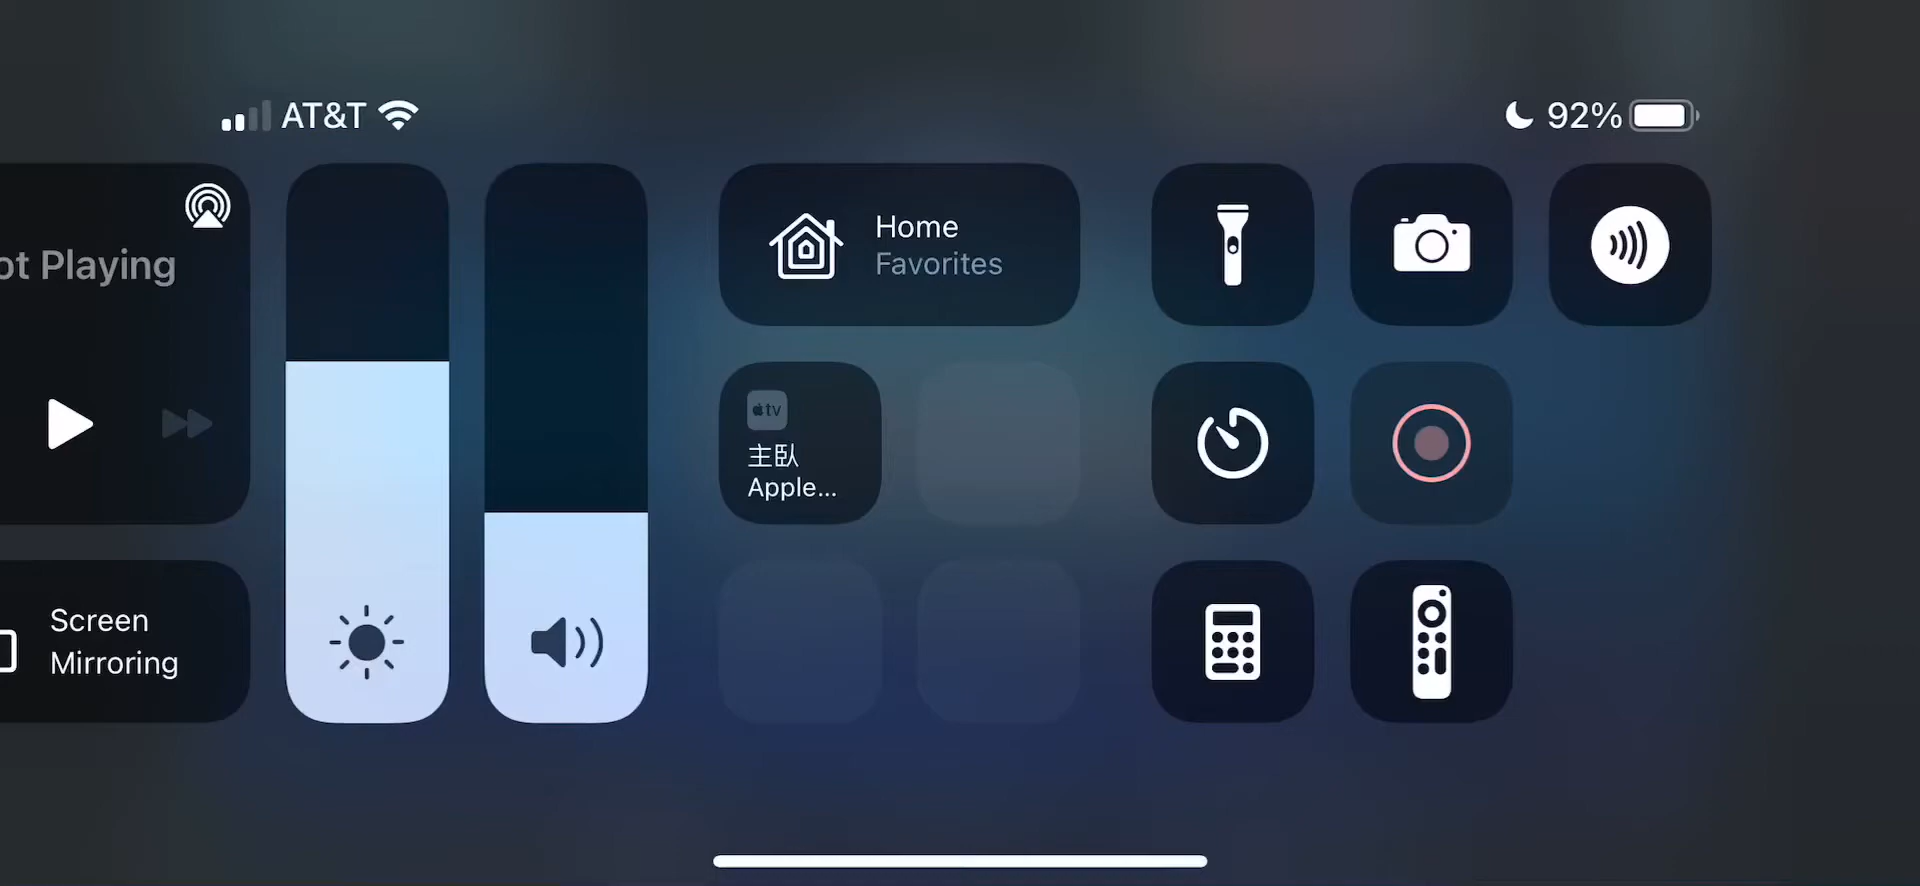 AT&T
92%
ot Playing
Home
Favorites
tv
主臥
Apple...
Screen
Mirroring